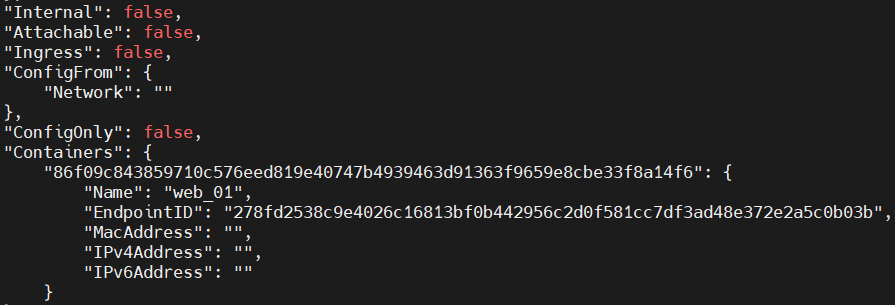 "Internal": false,
"Attachable": false,
"Ingress": false,
"ConfigFrom": {
"Network": ""
},
"ConfigOnly": false,
"Containers": {
"86f09c843859710c576eed819e40747b4939463d91363f9659e8cbe33f8a14f6": {
"Name": "web_01",
"EndpointID": "278fd2538c9e4026c16813bf0b442956c2d0f581cc7df3ad48e372e2a5c0b03b",
"MacAddress": "",
"IPv4Address": "",
"IPv6Address": ""
}